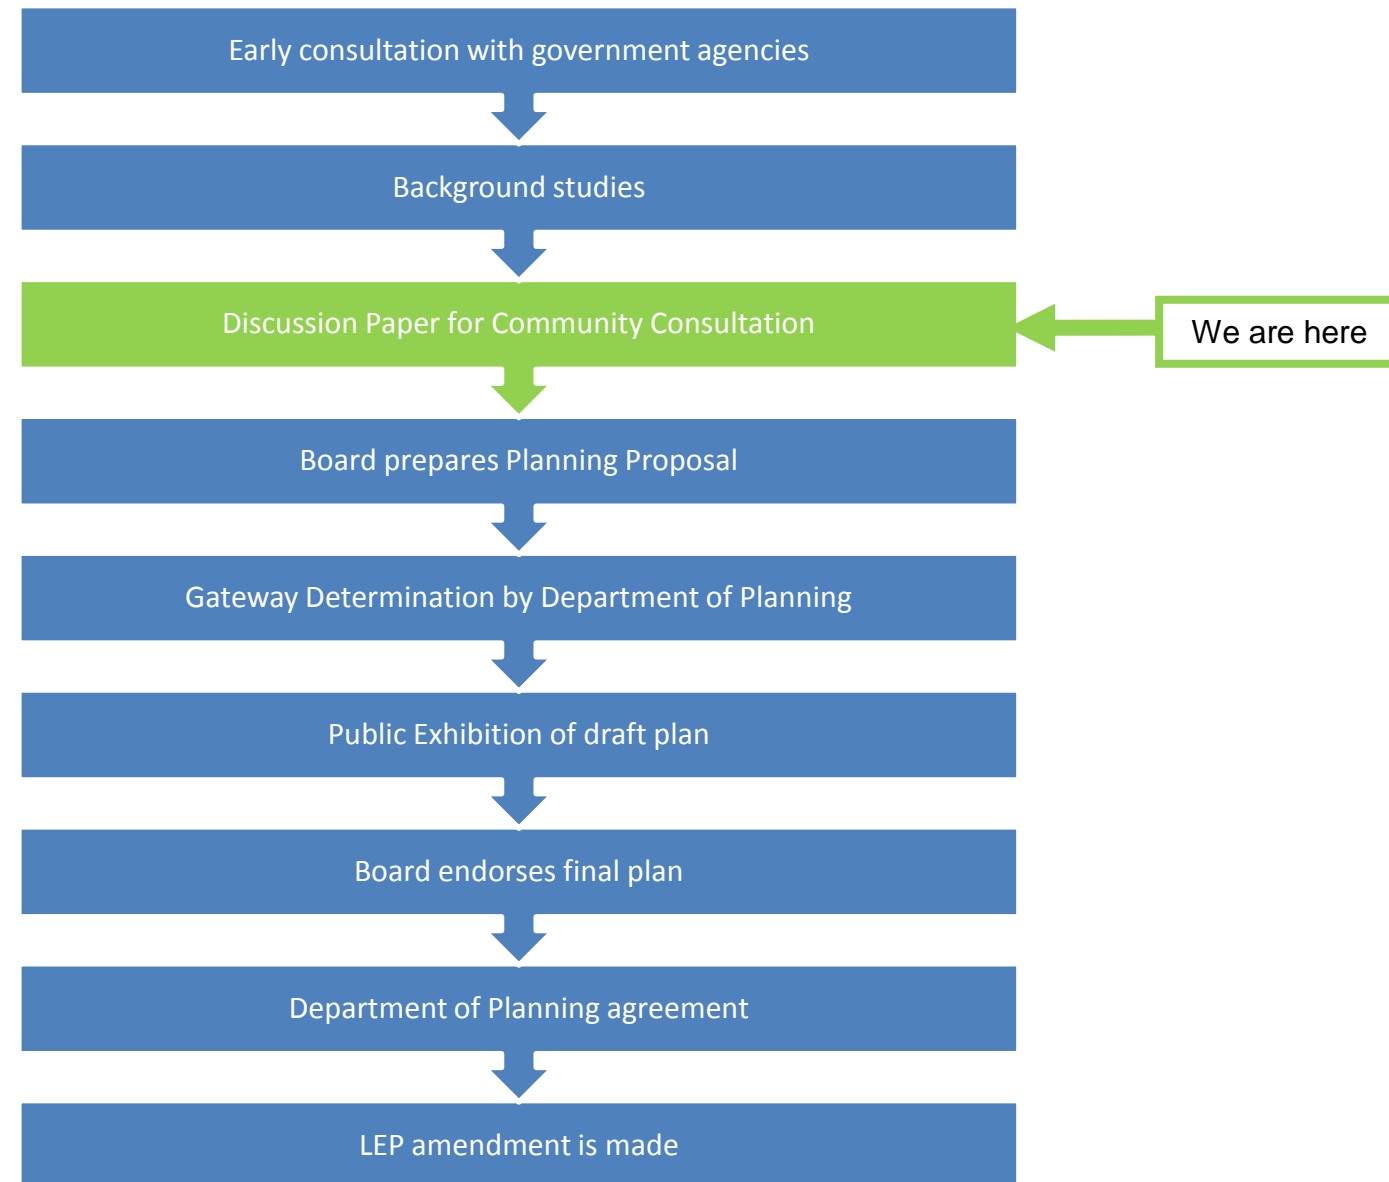 Early consultation with government agencies
Background studies
Discussion Paper for Community Consultation
We are here
Board prepares Planning Proposal
Gateway Determination by Department of Planning
Public Exhibition of draft plan
Board endorses final plan
Department of Planning agreement
LEP amendment is made